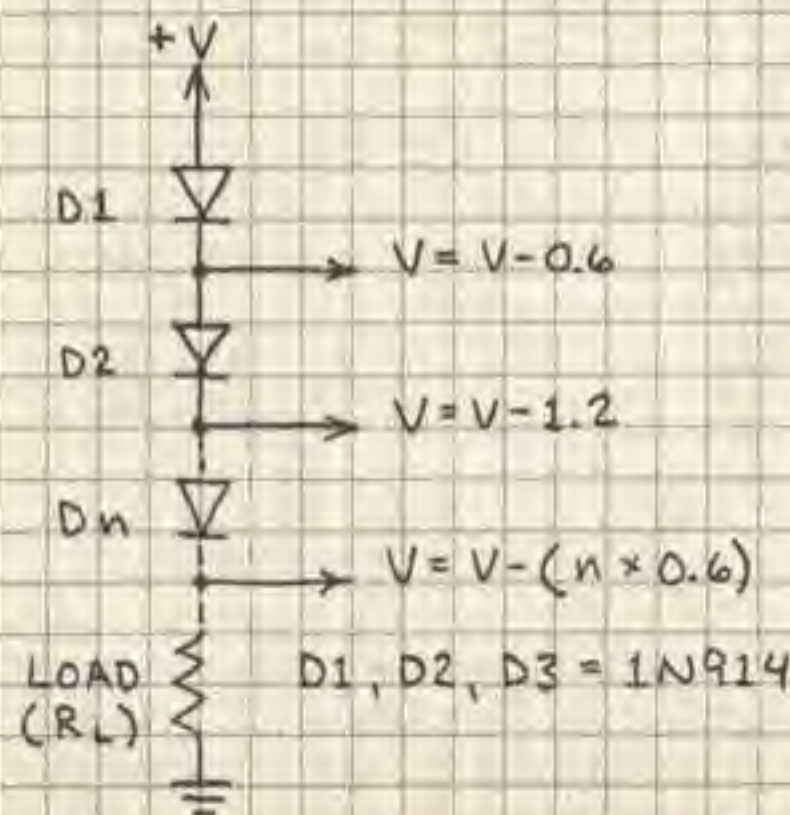 +V
D1
V = V - 0.6
D2
V = V - 1.2
Dn
V = V - (n × 0.6)
LOAD
(RL)
D1, D2, D3 = 1N914